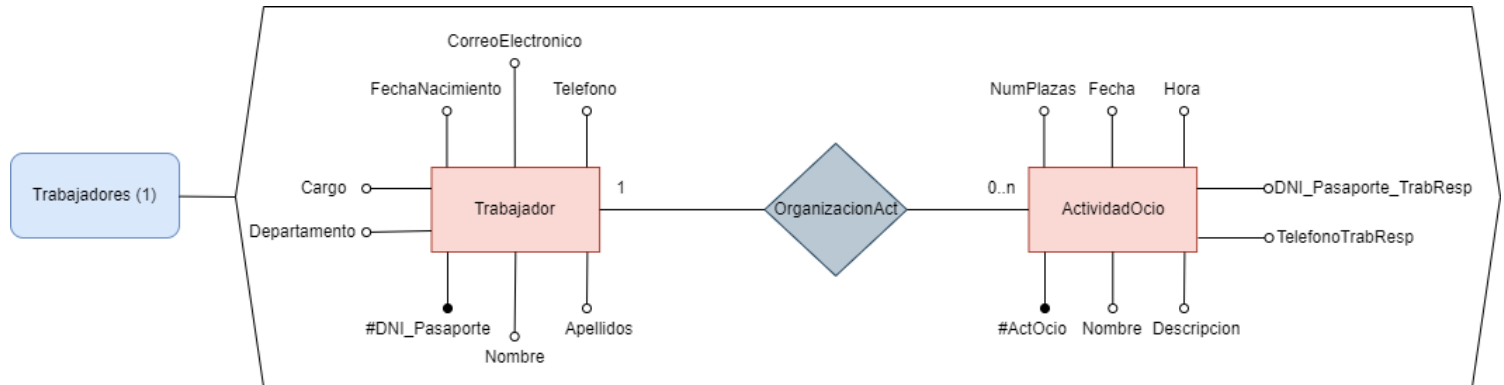 CorreoElectronico
FechaNacimiento
Telefono
NumPlazas
Fecha
Hora
Trabajadores (1)
Cargo
1
0..n
DNI_Pasaporte_TrabResp
Trabajador
OrganizacionAct
ActividadOcio
Departamento
TelefonoTrabResp
#DNI_Pasaporte
Apellidos
#ActOcio
Nombre
Descripcion
Nombre